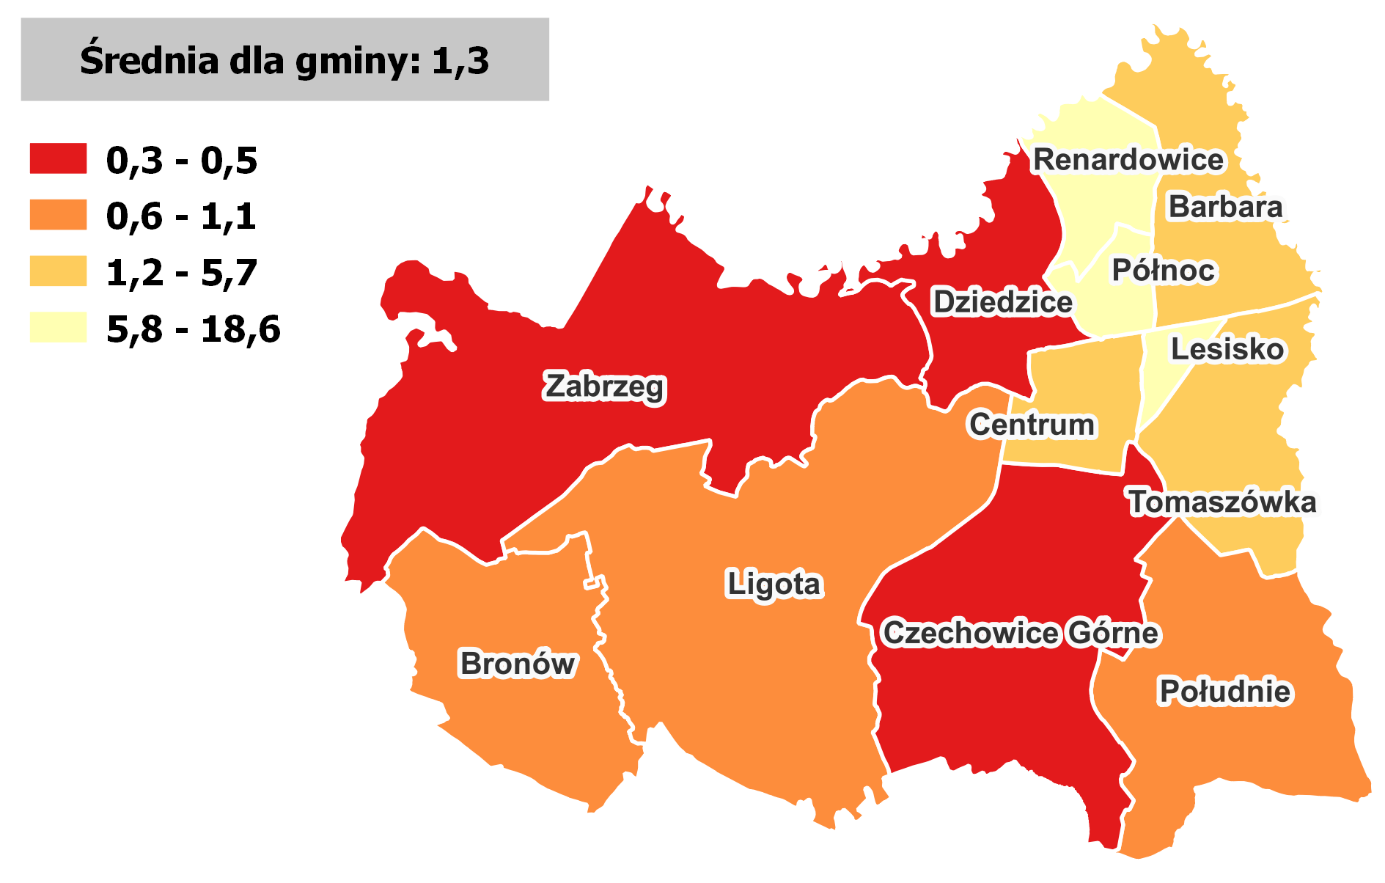 Średnia dla gminy: 1,3
0,3 - 0,5
0,6 - 1,1
1,2 - 5,7
5,8 - 18,6
Renardowice
Barbara
Północ
Dziedzice
Lesisko
Zabrzeg
Centrum
Tomaszówka
Ligota
Czechowice Górne
Bronów
Południe